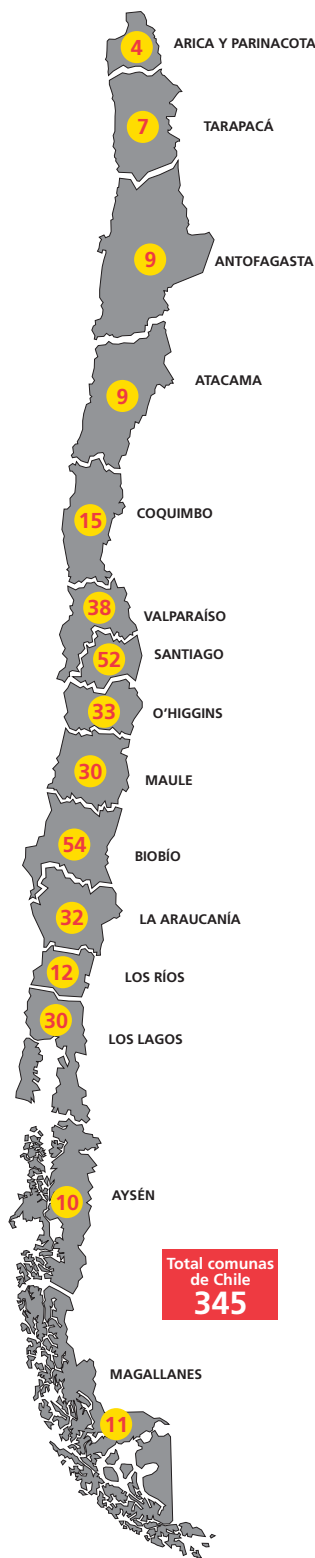 4 ARICA Y PARINACOTA
7 TARAPACÁ
9 ANTOFAGASTA
9 ATACAMA
15 COQUIMBO
38 VALPARAÍSO
52 SANTIAGO
33 O’HIGGINS
30 MAULE
54 BIOBÍO
32 LA ARAUCANÍA
12 LOS RÍOS
30 LOS LAGOS
10 AYSÉN
Total comunas
de Chile
345
MAGALLANES
11